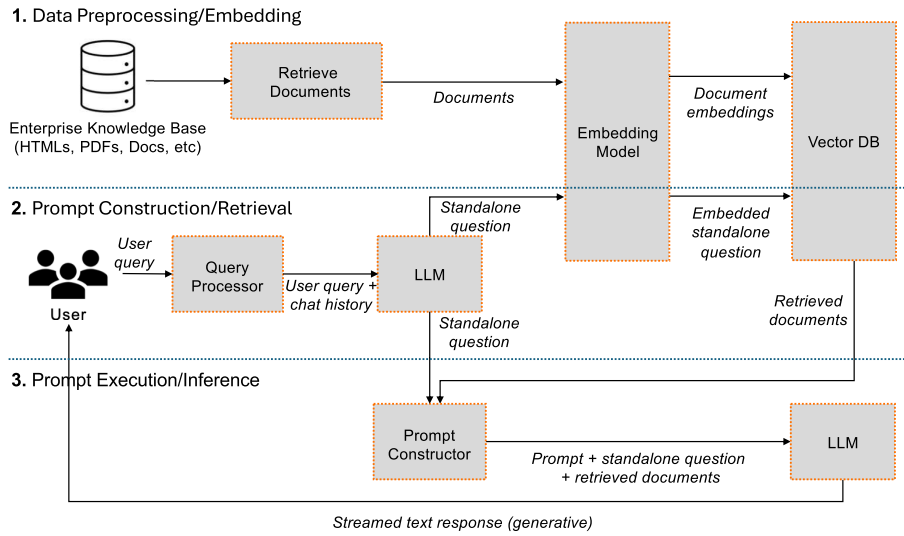 1. Data Preprocessing/Embedding
Retrieve
Documents
Documents
Enterprise Knowledge Base
(HTMLs, PDFs, Docs, etc)
Embedding
Model
Document
embeddings
Vector DB
2. Prompt Construction/Retrieval
User
query
User
Query
Processor
User query +
chat history
LLM
Standalone
question
Standalone
question
Embedded
standalone
question
Retrieved
documents
3. Prompt Execution/Inference
Prompt
Constructor
Prompt + standalone question
+ retrieved documents
LLM
Streamed text response (generative)